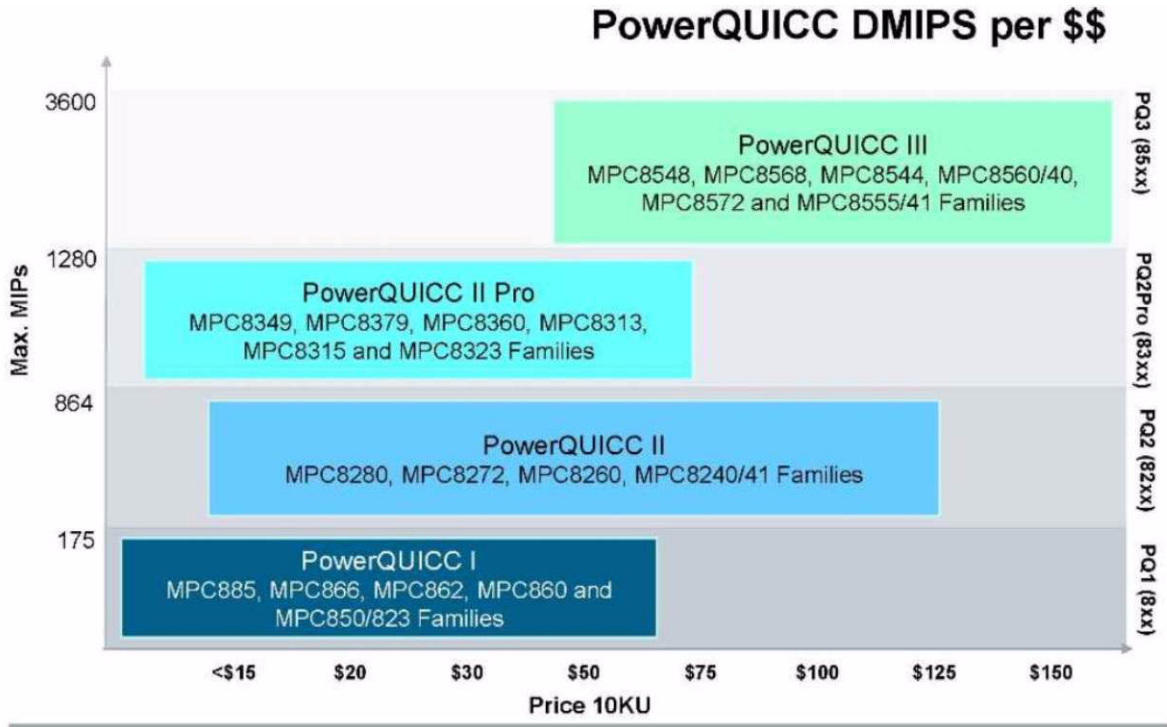 PowerQUICC DMIPS per $$
3600
PowerQUICC III
MPC8548, MPC8568, MPC8544, MPC8560/40,
MPC8572 and MPC8555/41 Families
PQ3 (85xx)
1280
PowerQUICC II Pro
MPC8349, MPC8379, MPC8360, MPC8313,
MPC8315 and MPC8323 Families
PQ2Pro (83xx)
Max. MIPs
864
PowerQUICC II
MPC8280, MPC8272, MPC8260, MPC8240/41 Families
PQ2 (82xx)
175
PowerQUICC I
MPC885, MPC866, MPC862, MPC860 and
MPC850/823 Families
PQ1 (8xx)
<$15 $20 $30 $50 $75 $100 $125 $150
Price 10KU